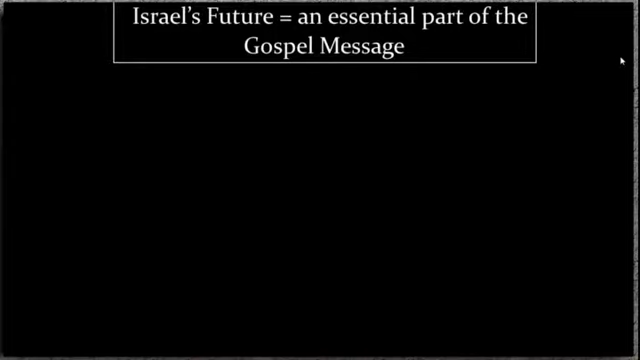 Israel's Future = an essential part of the
Gospel Message